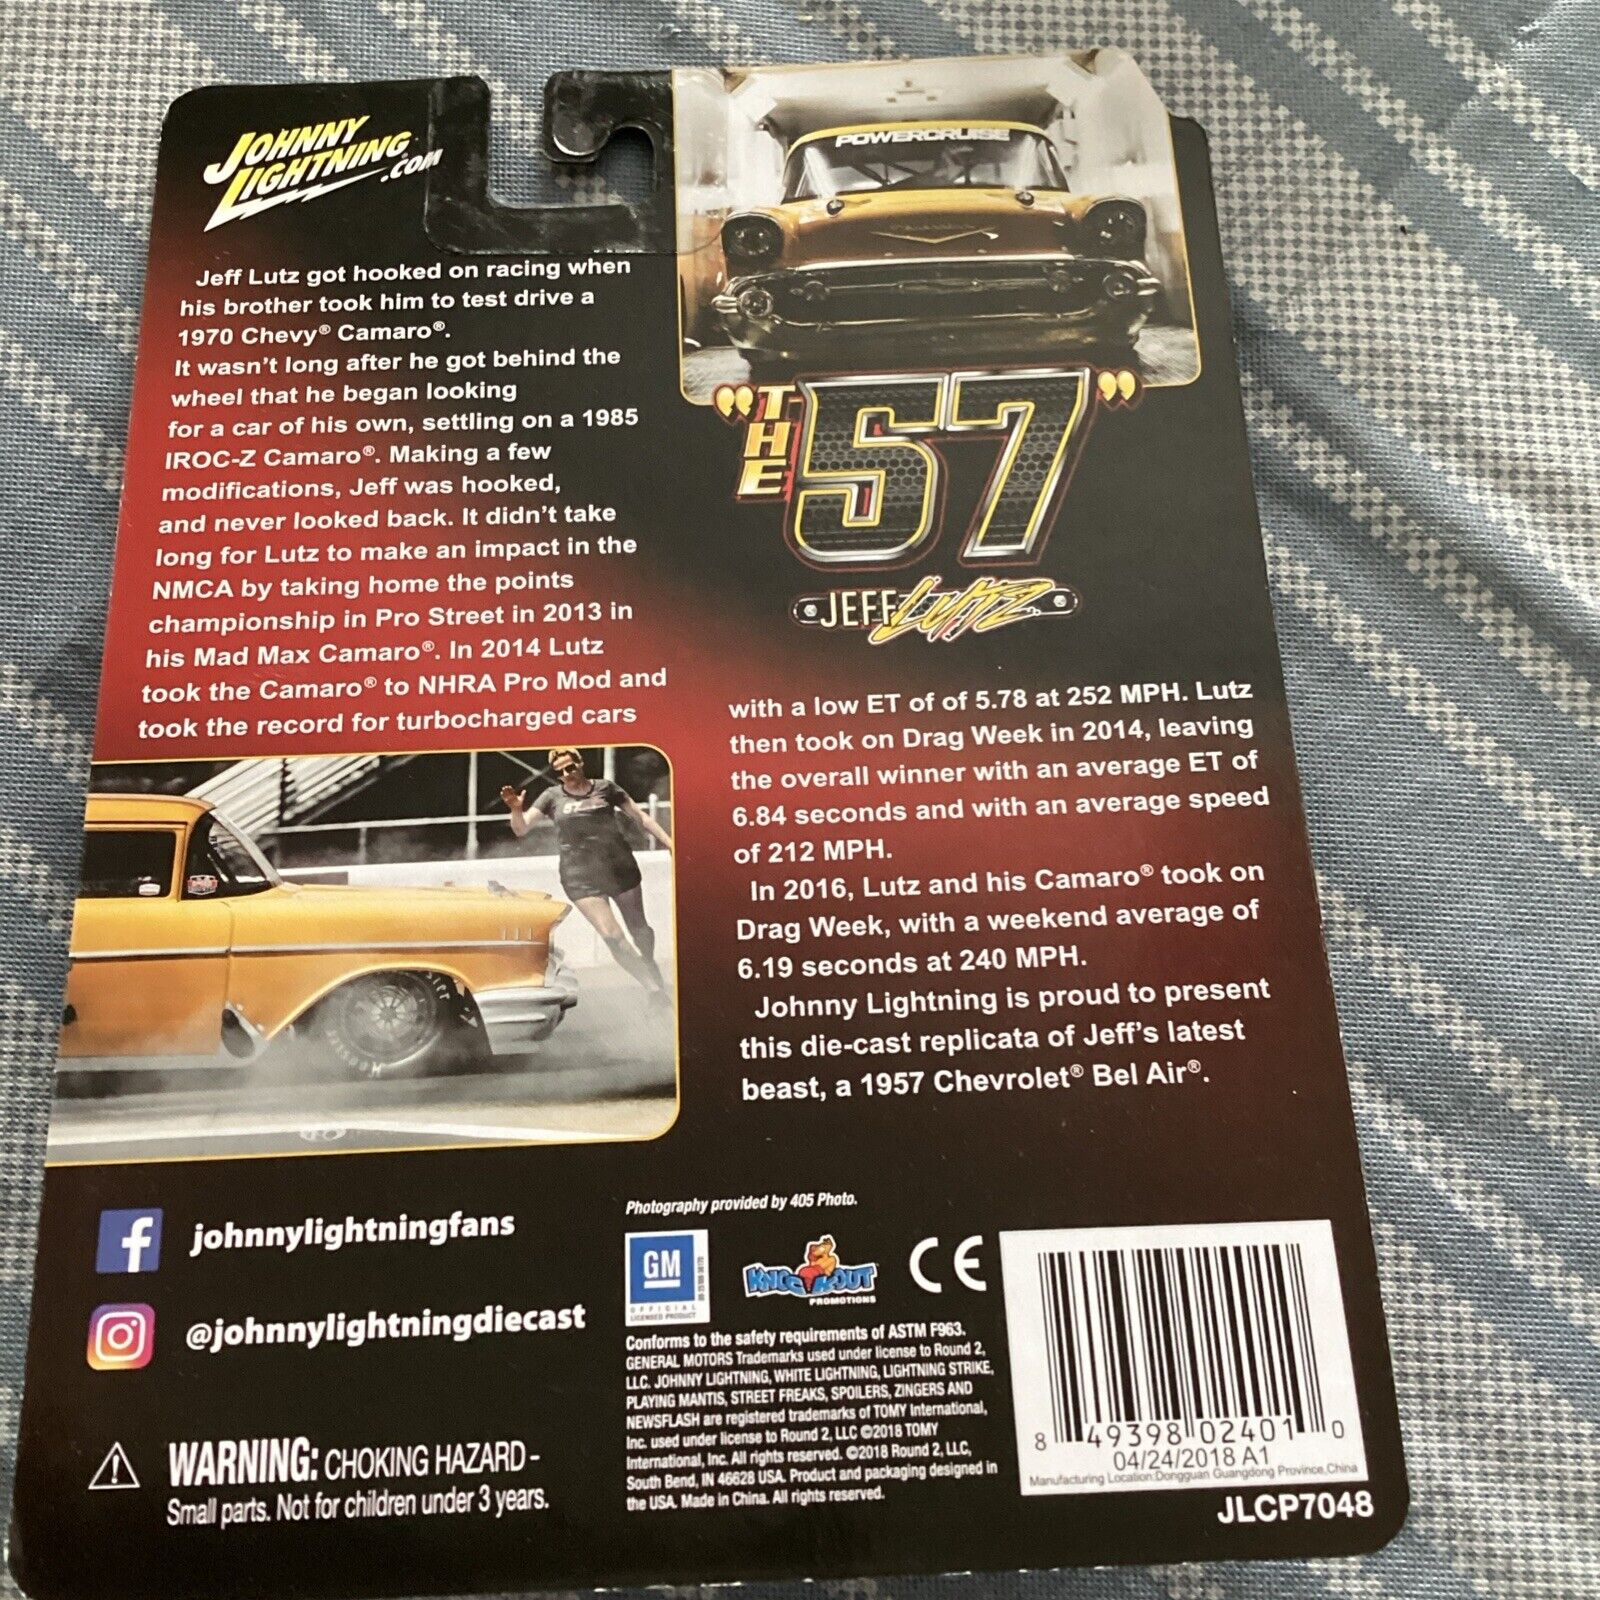 JOHNNY
LIGHTNING
.COM
Jeff Lutz got hooked on racing when
his brother took him to test drive a
1970 Chevy® Camaro®.
It wasn't long after he got behind the
wheel that he began looking
for a car of his own, settling on a 1985
IROC-Z Camaro®. Making a few
modifications, Jeff was hooked,
and never looked back. It didn't take
long for Lutz to make an impact in the
NMCA by taking home the points
championship in Pro Street in 2013 in
his Mad Max Camaro®. In 2014 Lutz
took the Camaro® to NHRA Pro Mod and
took the record for turbocharged cars
POWERCRUISE
"THE 57"
JEFF LUTZ
with a low ET of of 5.78 at 252 MPH. Lutz
then took on Drag Week in 2014, leaving
the overall winner with an average ET of
6.84 seconds and with an average speed
of 212 MPH.
In 2016, Lutz and his Camaro® took on
Drag Week, with a weekend average of
6.19 seconds at 240 MPH.
Johnny Lightning is proud to present
this die-cast replicata of Jeff's latest
beast, a 1957 Chevrolet® Bel Air®.
57
Hoosier
johnnylightningfans
@johnnylightningdiecast
WARNING: CHOKING HAZARD -
Small parts. Not for children under 3 years.
Photography provided by 405 Photo.
GM
OFFICIAL
LICENSED PRODUCT
KNOCKOUT
PROMOTIONS
CE
Conforms to the safety requirements of ASTM F963.
GENERAL MOTORS Trademarks used under license to Round 2,
LLC. JOHNNY LIGHTNING, WHITE LIGHTNING, LIGHTNING STRIKE,
PLAYING MANTIS, STREET FREAKS, SPOILERS, ZINGERS AND
NEWSFLASH are registered trademarks of TOMY International,
Inc. used under license to Round 2, LLC ©2018 TOMY
International, Inc. All rights reserved. ©2018 Round 2, LLC,
South Bend, IN 46628 USA. Product and packaging designed in
the USA. Made in China. All rights reserved.
8 49398 02401 0
04/24/2018 A1
Manufacturing Location:Dongguan Guangdong Province,China
JLCP7048